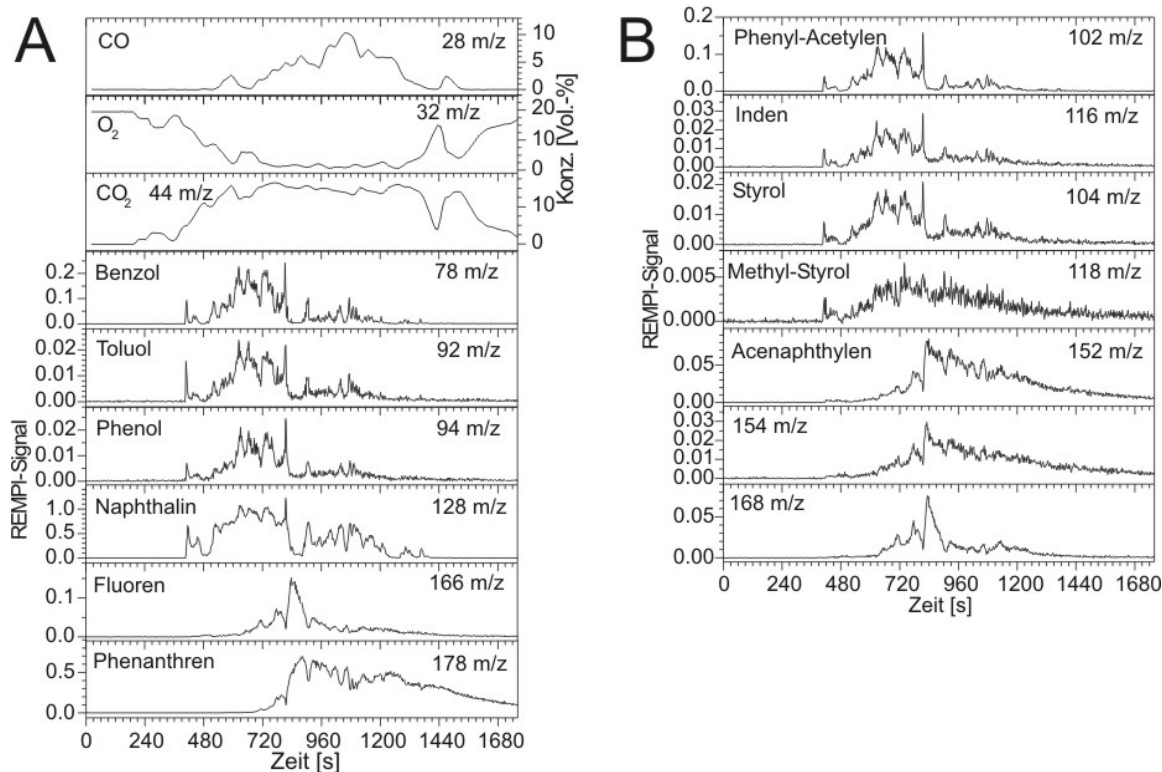 A
CO
28 m/z
10
5
0
O2
32 m/z
20
10
0
CO2
44 m/z
10
0
Konz. [Vol.-%]
Benzol
78 m/z
0.2
0.1
0.0
Toluol
92 m/z
0.02
0.01
0.00
Phenol
94 m/z
0.02
0.01
0.00
Naphthalin
128 m/z
1.0
0.5
0.0
Fluoren
166 m/z
0.1
0.0
Phenanthren
178 m/z
0.5
0.0
REMPI-Signal
0 240 480 720 960 1200 1440 1680
Zeit [s]
B
Phenyl-Acetylen
102 m/z
0.2
0.1
0.0
Inden
116 m/z
0.03
0.02
0.01
0.00
Styrol
104 m/z
0.02
0.01
0.00
Methyl-Styrol
118 m/z
0.005
0.000
Acenaphthylen
152 m/z
0.05
0.00
154 m/z
0.03
0.02
0.01
0.00
168 m/z
0.05
0.00
REMPI-Signal
0 240 480 720 960 1200 1440 1680
Zeit [s]